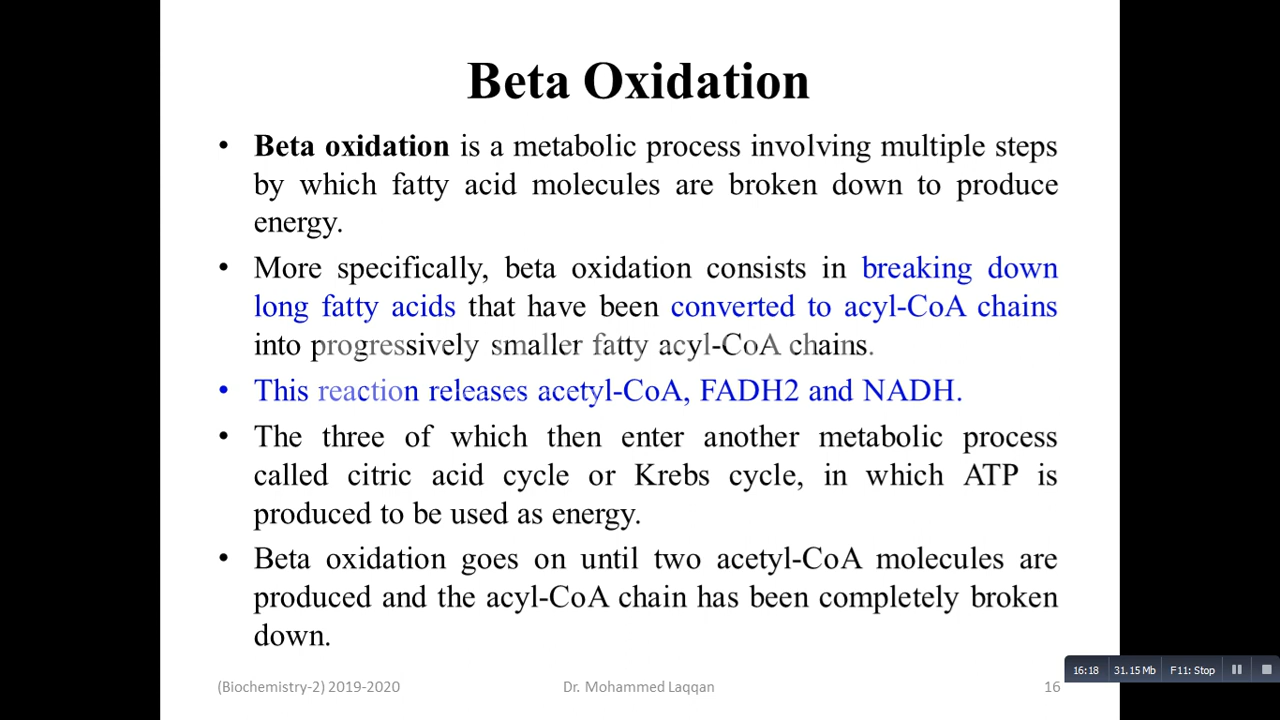 Beta Oxidation
• Beta oxidation is a metabolic process involving multiple steps
by which fatty acid molecules are broken down to produce
energy.
• More specifically, beta oxidation consists in breaking down
long fatty acids that have been converted to acyl-CoA chains
into progressively smaller fatty acyl-CoA chains.
• This reaction releases acetyl-CoA, FADH2 and NADH.
• The three of which then enter another metabolic process
called citric acid cycle or Krebs cycle, in which ATP is
produced to be used as energy.
• Beta oxidation goes on until two acetyl-CoA molecules are
produced and the acyl-CoA chain has been completely broken
down.
16:18 31.15 Mb F11: Stop
(Biochemistry-2) 2019-2020 Dr. Mohammed Laqqan 16